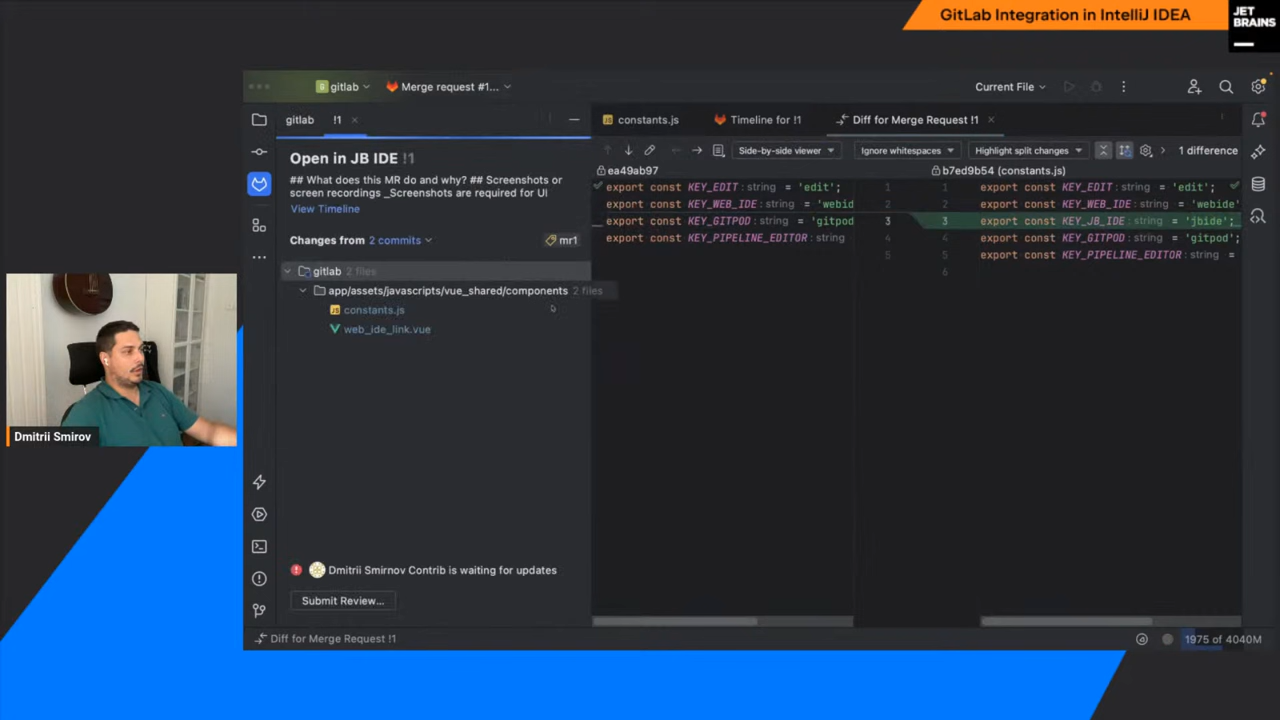 GitLab Integration in IntelliJ IDEA
JET
BRAINS
gitlab
Merge request #1...
Current File
gitlab
!1
constants.js
Timeline for !1
Diff for Merge Request !1
Open in JB IDE !1
## What does this MR do and why? ## Screenshots or
screen recordings _Screenshots are required for UI
View Timeline
Changes from 2 commits
mr1
gitlab 2 files
app/assets/javascripts/vue_shared/components 2 files
constants.js
web_ide_link.vue
Side-by-side viewer
Ignore whitespaces
Highlight split changes
1 difference
ea49ab97
b7ed9b54 (constants.js)
export const KEY_EDIT :string = 'edit';
export const KEY_WEB_IDE :string = 'webid
export const KEY_GITPOD :string = 'gitpod
export const KEY_PIPELINE_EDITOR :string
1
2
3
4
5
1
2
3
4
5
6
export const KEY_EDIT :string = 'edit';
export const KEY_WEB_IDE :string = 'webide'
export const KEY_JB_IDE :string = 'jbide';
export const KEY_GITPOD :string = 'gitpod';
export const KEY_PIPELINE_EDITOR :string =
Dmitrii Smirov
Dmitrii Smirnov Contrib is waiting for updates
Submit Review...
Diff for Merge Request !1
1975 of 4040M